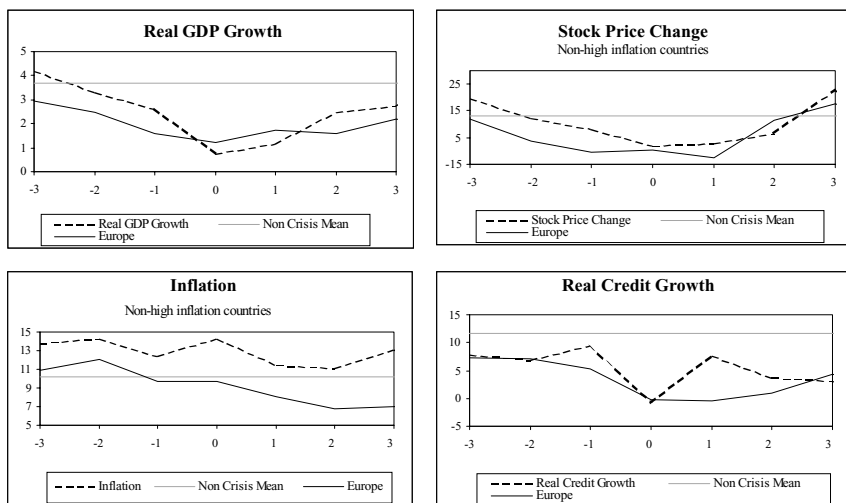 Real GDP Growth
5
4
3
2
1
0
-3 -2 -1 0 1 2 3
Real GDP Growth Non Crisis Mean
Europe
Stock Price Change
Non-high inflation countries
25
15
5
-5
-15
-3 -2 -1 0 1 2 3
Stock Price Change Non Crisis Mean
Europe
Inflation
Non-high inflation countries
15
13
11
9
7
5
-3 -2 -1 0 1 2 3
Inflation Non Crisis Mean Europe
Real Credit Growth
15
10
5
0
-5
-3 -2 -1 0 1 2 3
Real Credit Growth Non Crisis Mean
Europe